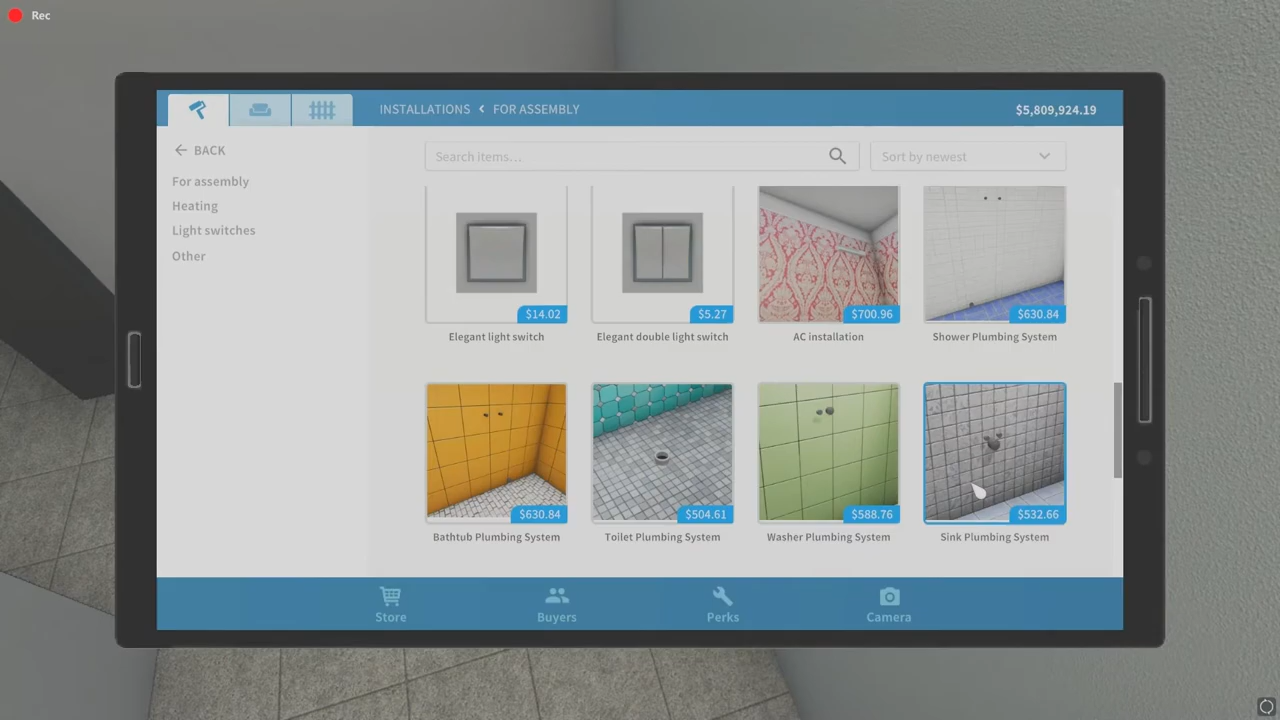 Rec
INSTALLATIONS < FOR ASSEMBLY
$5,809,924.19
← BACK
For assembly
Heating
Light switches
Other
Search items...
Sort by newest
$14.02
$5.27
$700.96
$630.84
Elegant light switch
Elegant double light switch
AC installation
Shower Plumbing System
$630.84
$504.61
$588.76
$532.66
Bathtub Plumbing System
Toilet Plumbing System
Washer Plumbing System
Sink Plumbing System
Store
Buyers
Perks
Camera